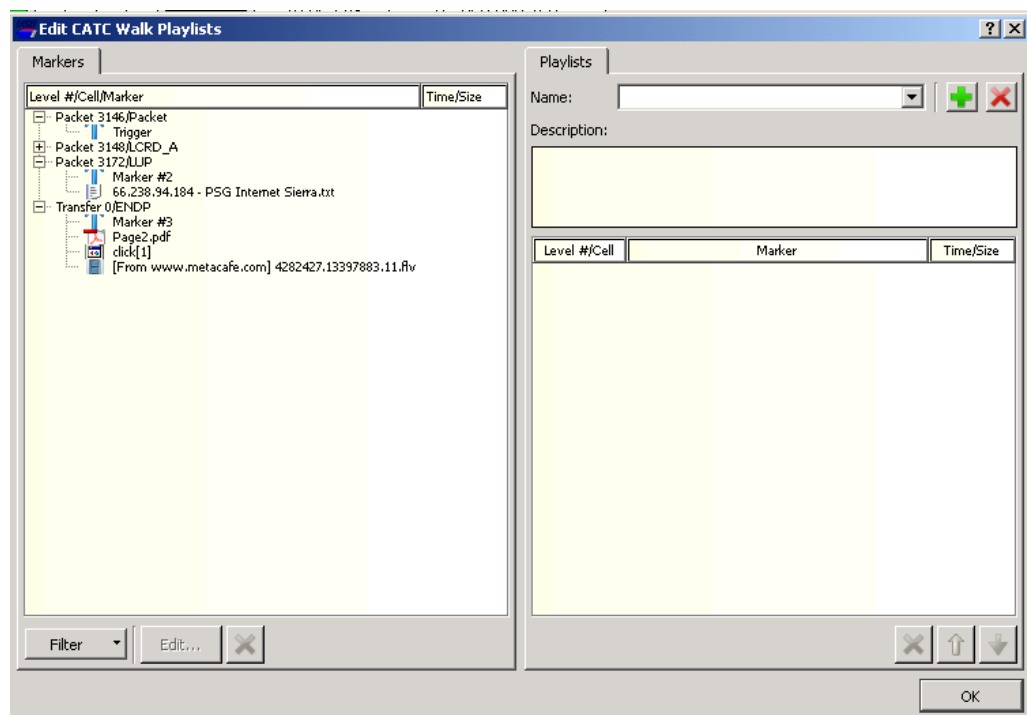 Edit CATC Walk Playlists
Markers
Level #/Cell/Marker Time/Size
Packet 3146/Packet
Trigger
Packet 3148/LCRD_A
Packet 3172/LUP
Marker #2
66.238.94.184 - PSG Internet Sierra.txt
Transfer 0/ENDP
Marker #3
Page2.pdf
click[1]
[From www.metacafe.com] 4282427.13397883.11.flv
Filter Edit...
Playlists
Name:
Description:
Level #/Cell Marker Time/Size
OK